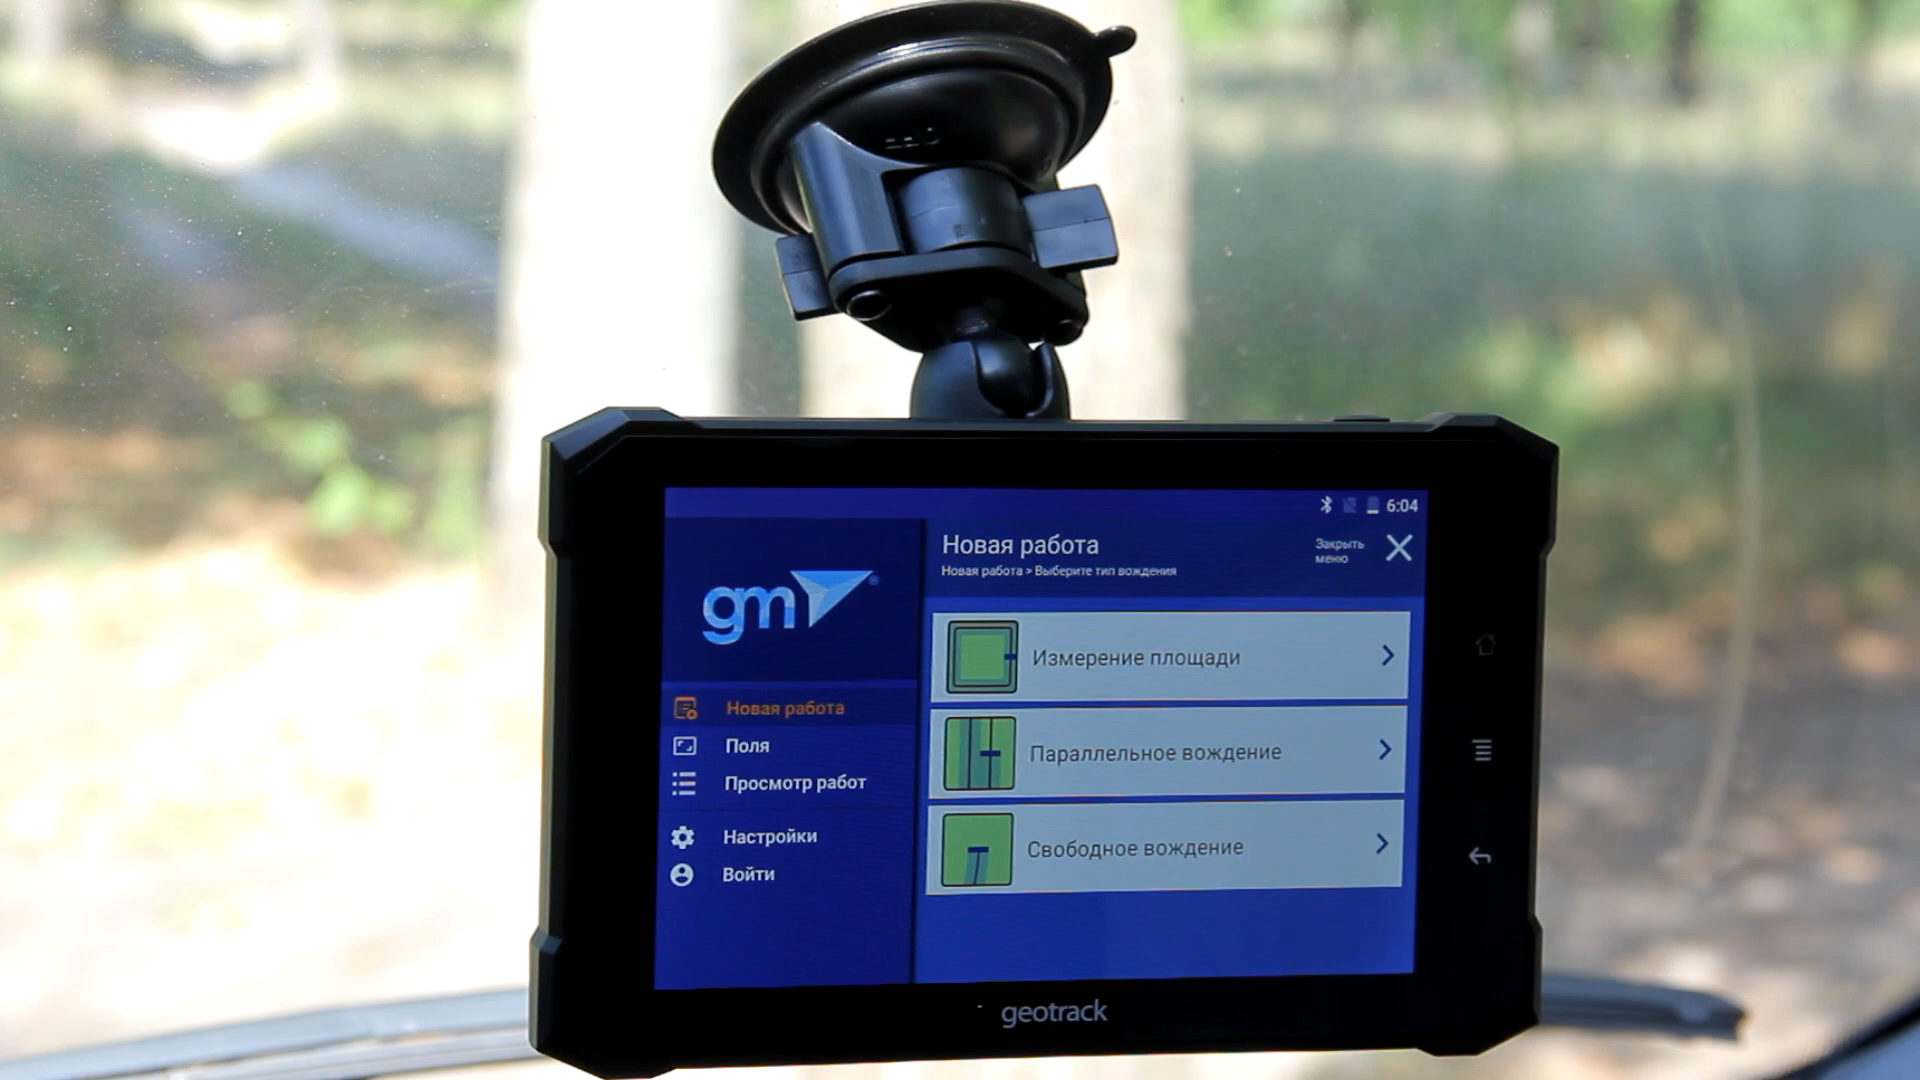 6:04
Новая работа
Новая работа > Выберите тип вождения
Закрыть
меню
gm®
Новая работа
Поля
Просмотр работ
Настройки
Войти
Измерение площади
Параллельное вождение
Свободное вождение
geotrack